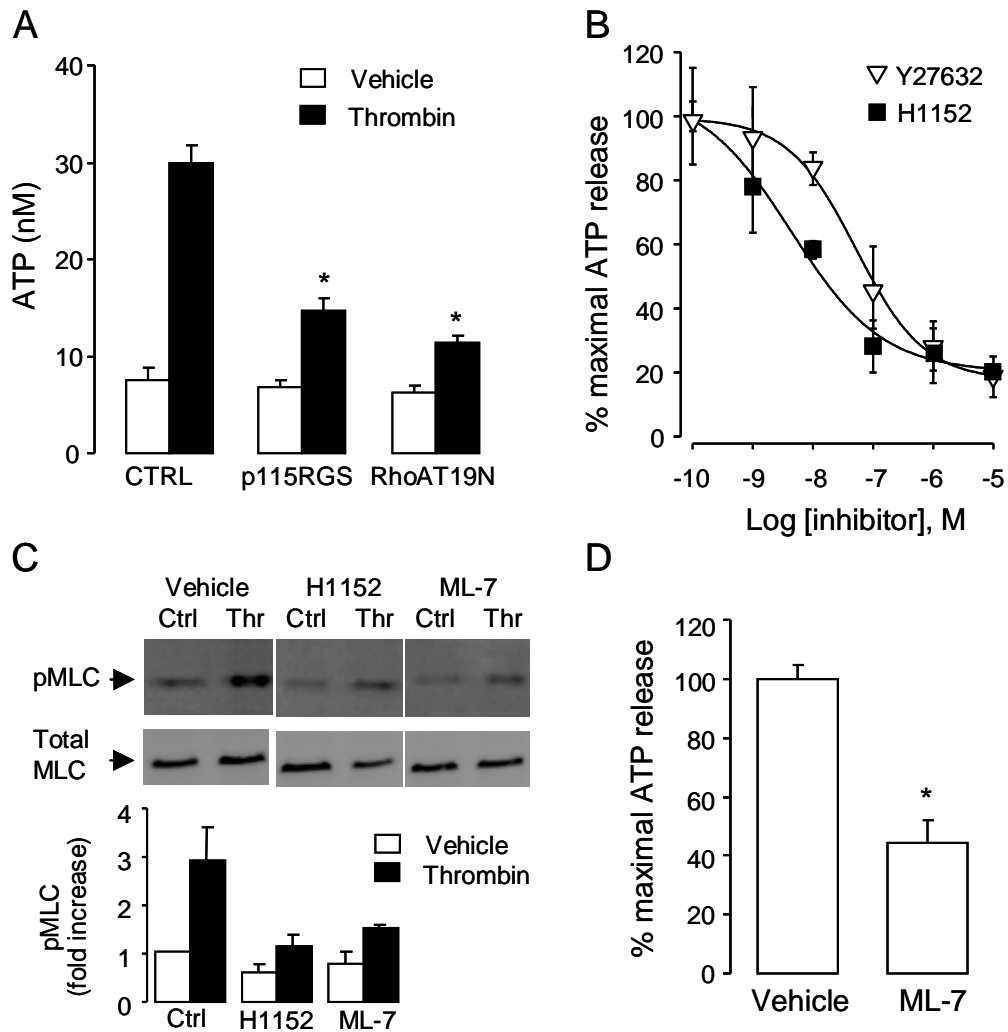 A
ATP (nM)
40
30
20
10
0
Vehicle
Thrombin
*
*
CTRL
p115RGS
RhoAT19N
B
% maximal ATP release
120
100
80
60
40
20
0
Y27632
H1152
-10 -9 -8 -7 -6 -5
Log [inhibitor], M
C
Vehicle H1152 ML-7
Ctrl Thr Ctrl Thr Ctrl Thr
pMLC
Total
MLC
pMLC
(fold increase)
4
3
2
1
0
Vehicle
Thrombin
Ctrl H1152 ML-7
D
% maximal ATP release
120
100
80
60
40
20
0
*
Vehicle ML-7